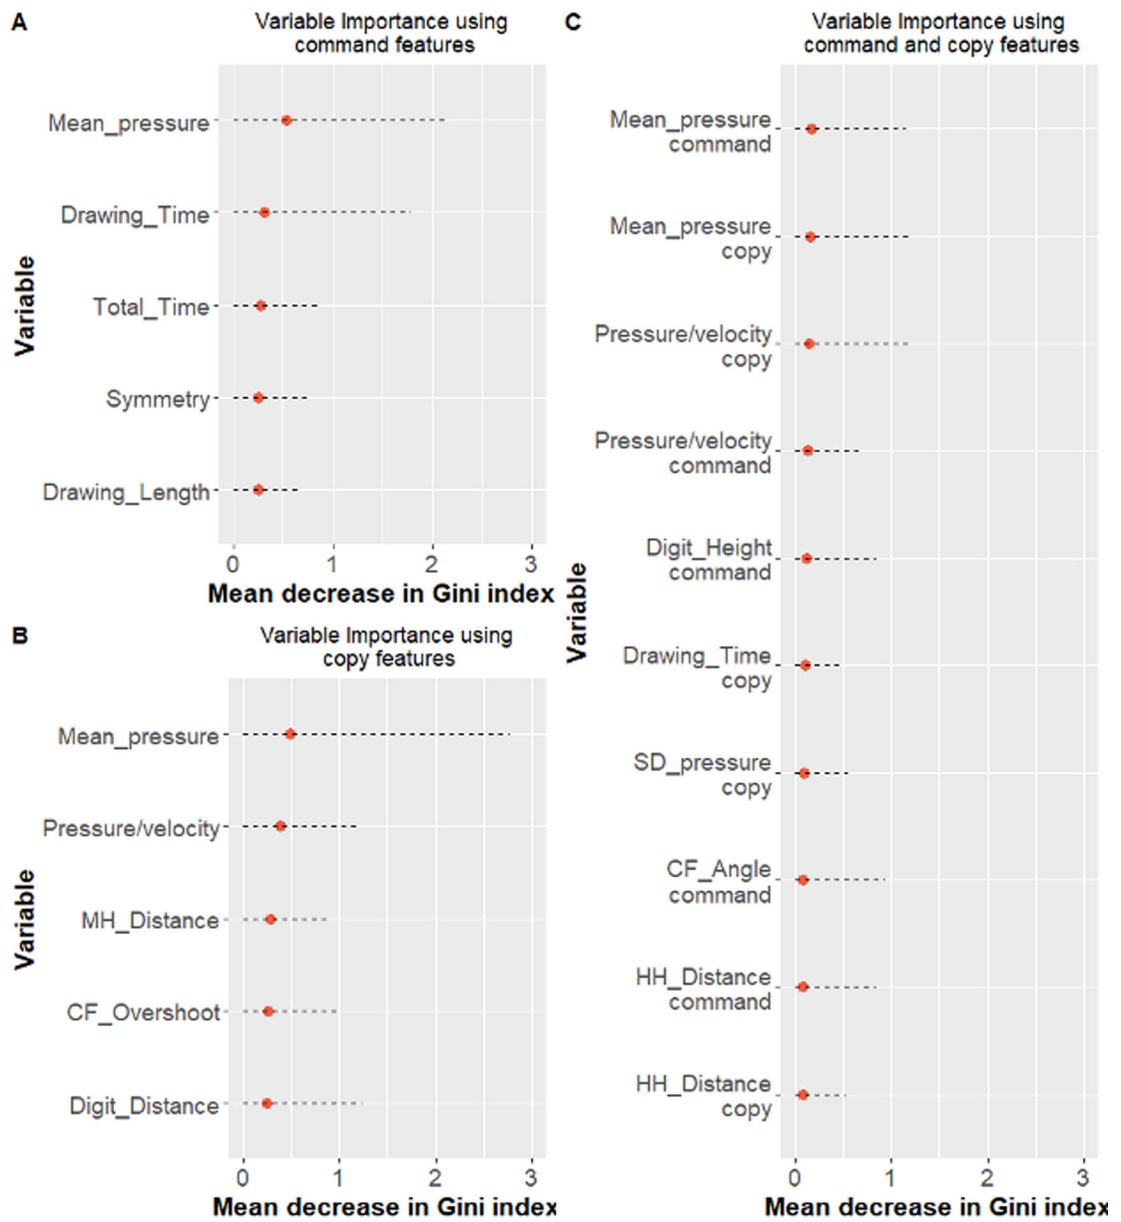 A
Variable Importance using
command features
Mean_pressure
Drawing_Time
Total_Time
Symmetry
Drawing_Length
Variable
0 1 2 3
Mean decrease in Gini index
B
Variable Importance using
copy features
Mean_pressure
Pressure/velocity
MH_Distance
CF_Overshoot
Digit_Distance
Variable
0 1 2 3
Mean decrease in Gini index
C
Variable Importance using
command and copy features
Mean_pressure
command
Mean_pressure
copy
Pressure/velocity
copy
Pressure/velocity
command
Digit_Height
command
Drawing_Time
copy
SD_pressure
copy
CF_Angle
command
HH_Distance
command
HH_Distance
copy
Variable
0 1 2 3
Mean decrease in Gini index